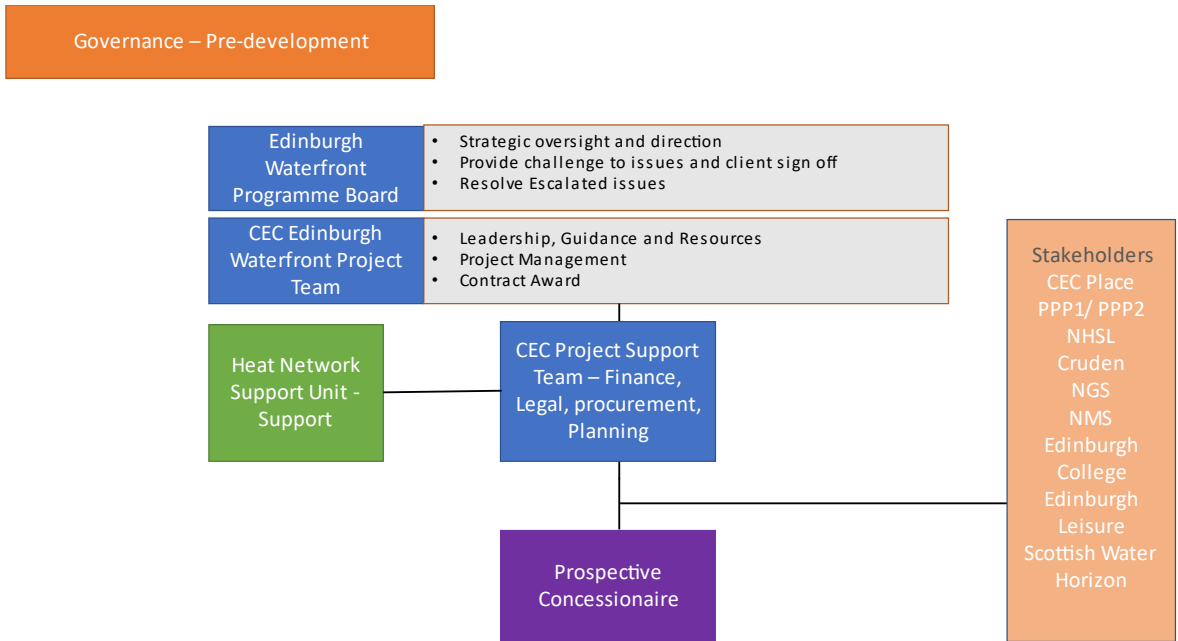 Governance – Pre-development
Edinburgh
Waterfront
Programme Board
• Strategic oversight and direction
• Provide challenge to issues and client sign off
• Resolve Escalated issues
CEC Edinburgh
Waterfront Project
Team
• Leadership, Guidance and Resources
• Project Management
• Contract Award
Heat Network
Support Unit -
Support
CEC Project Support
Team – Finance,
Legal, procurement,
Planning
Stakeholders
CEC Place
PPP1/ PPP2
NHSL
Cruden
NGS
NMS
Edinburgh
College
Edinburgh
Leisure
Scottish Water
Horizon
Prospective
Concessionaire